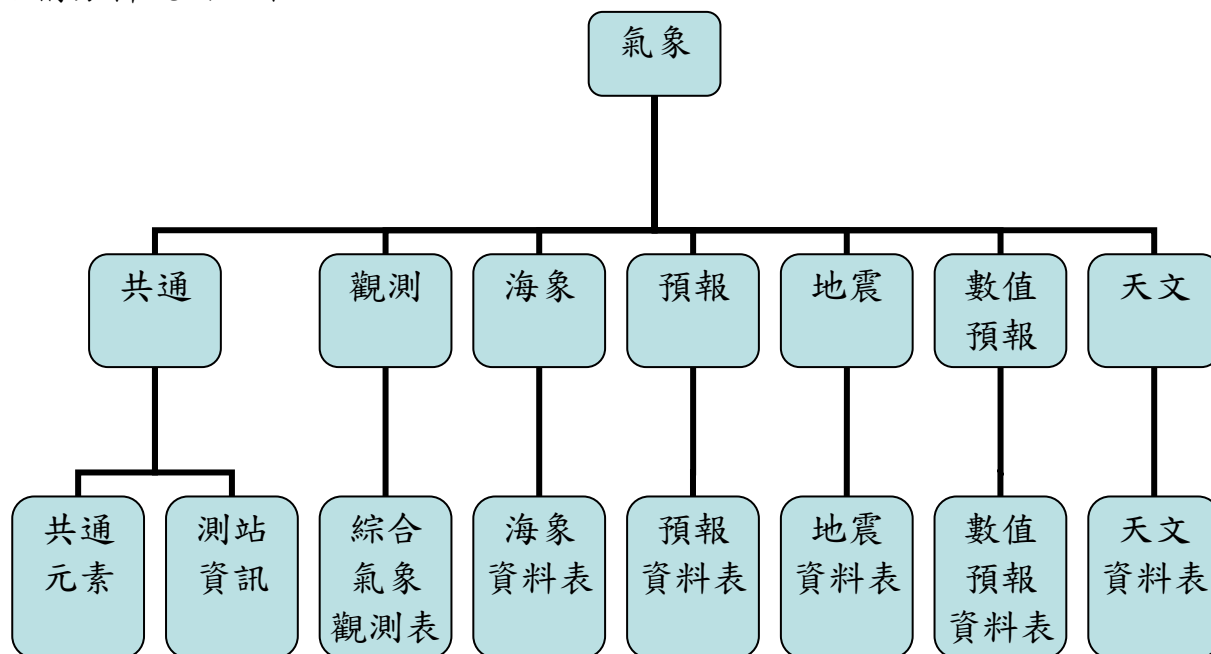 氣象
共通
觀測
海象
預報
地震
數值
預報
天文
共通
元素
測站
資訊
綜合
氣象
觀測表
海象
資料表
預報
資料表
地震
資料表
數值
預報
資料表
天文
資料表